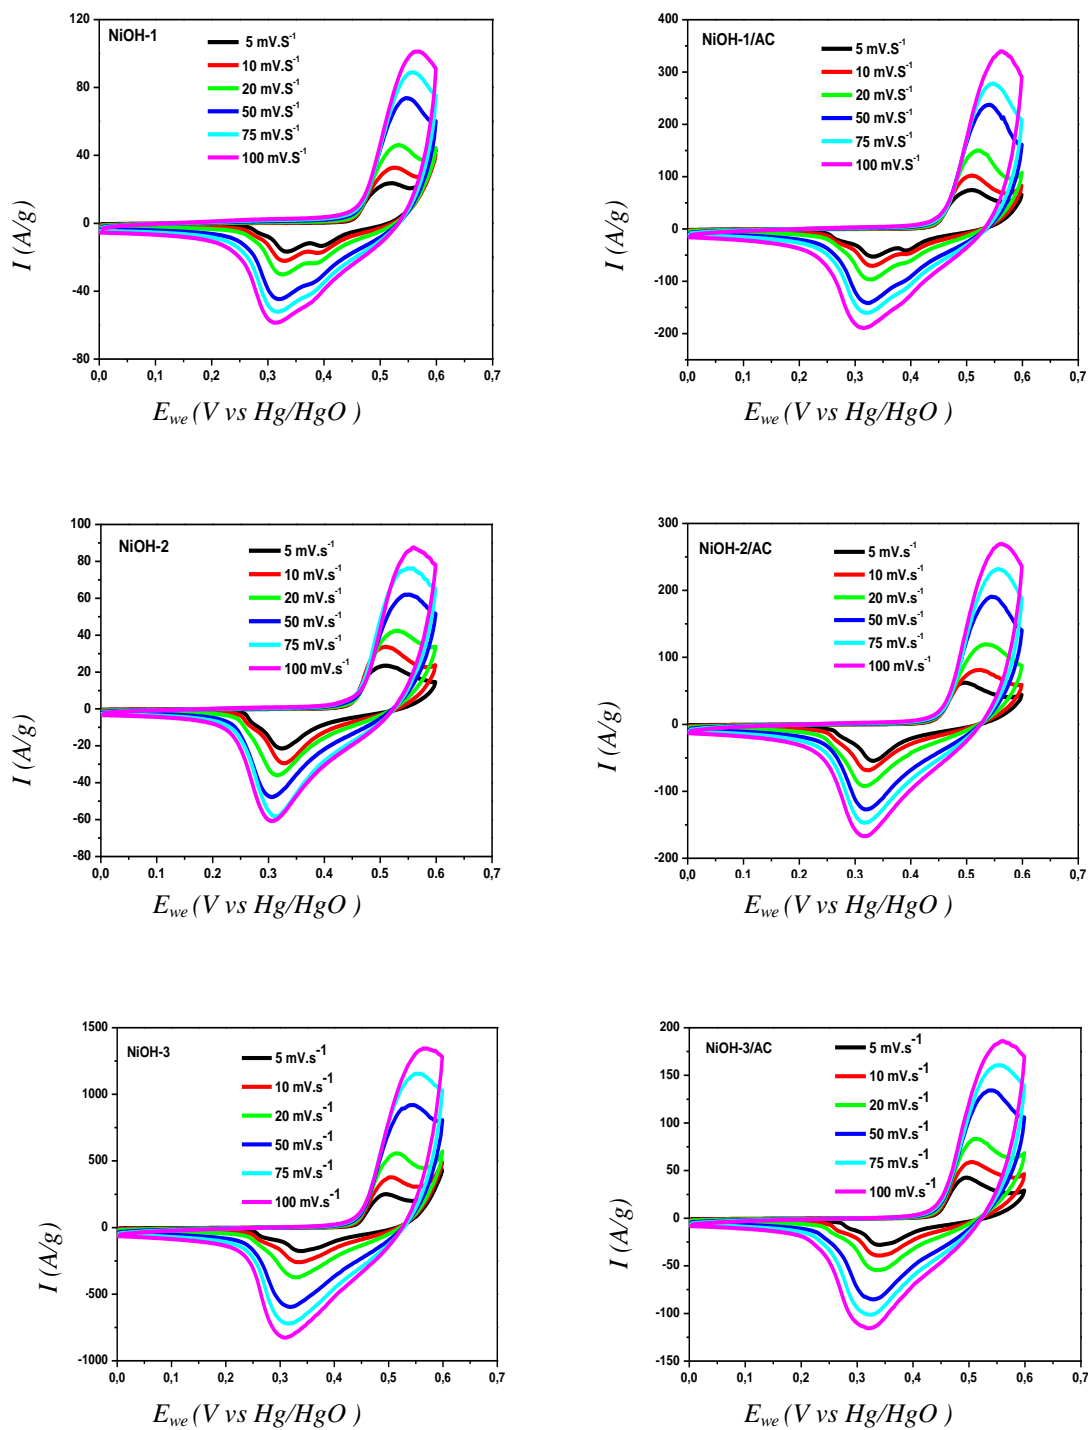 NiOH-1
5 mV.S-1
10 mV.S-1
20 mV.S-1
50 mV.S-1
75 mV.S-1
100 mV.S-1
120
80
40
0
-40
-80
I (A/g)
0,0 0,1 0,2 0,3 0,4 0,5 0,6 0,7
Ewe (V vs Hg/HgO )
NiOH-1/AC
5 mV.S-1
10 mV.S-1
20 mV.S-1
50 mV.S-1
75 mV.S-1
100 mV.S-1
400
300
200
100
0
-100
-200
I (A/g)
0,0 0,1 0,2 0,3 0,4 0,5 0,6 0,7
Ewe (V vs Hg/HgO )
NiOH-2
5 mV.s-1
10 mV.s-1
20 mV.s-1
50 mV.s-1
75 mV.s-1
100 mV.s-1
100
80
60
40
20
0
-20
-40
-60
-80
I (A/g)
0,0 0,1 0,2 0,3 0,4 0,5 0,6 0,7
Ewe (V vs Hg/HgO )
NiOH-2/AC
5 mV.s-1
10 mV.s-1
20 mV.s-1
50 mV.s-1
75 mV.s-1
100 mV.s-1
300
200
100
0
-100
-200
I (A/g)
0,0 0,1 0,2 0,3 0,4 0,5 0,6 0,7
Ewe (V vs Hg/HgO )
NiOH-3
5 mV.s-1
10 mV.s-1
20 mV.s-1
50 mV.s-1
75 mV.s-1
100 mV.s-1
1500
1000
500
0
-500
-1000
I (A/g)
0,0 0,1 0,2 0,3 0,4 0,5 0,6 0,7
Ewe (V vs Hg/HgO )
NiOH-3/AC
5 mV.s-1
10 mV.s-1
20 mV.s-1
50 mV.s-1
75 mV.s-1
100 mV.s-1
200
150
100
50
0
-50
-100
-150
I (A/g)
0,0 0,1 0,2 0,3 0,4 0,5 0,6 0,7
Ewe (V vs Hg/HgO )